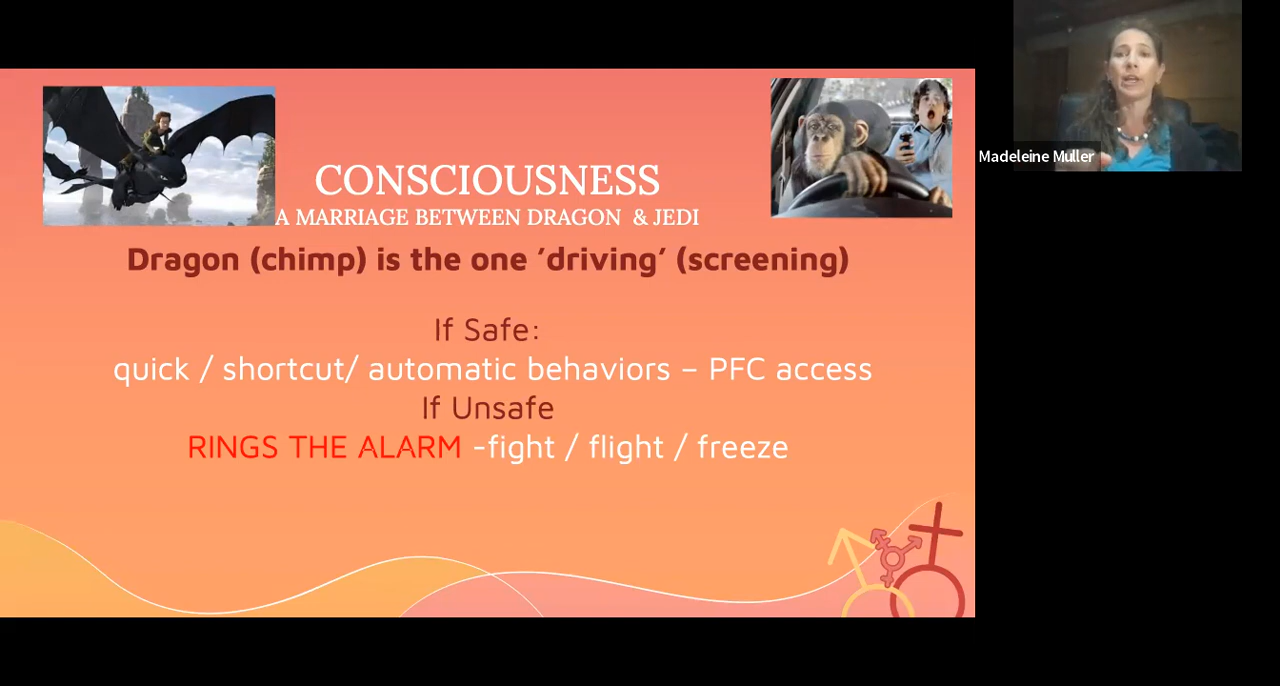 CONSCIOUSNESS
A MARRIAGE BETWEEN DRAGON & JEDI
Dragon (chimp) is the one ’driving’ (screening)
If Safe:
quick / shortcut/ automatic behaviors – PFC access
If Unsafe
RINGS THE ALARM -fight / flight / freeze
Madeleine Muller